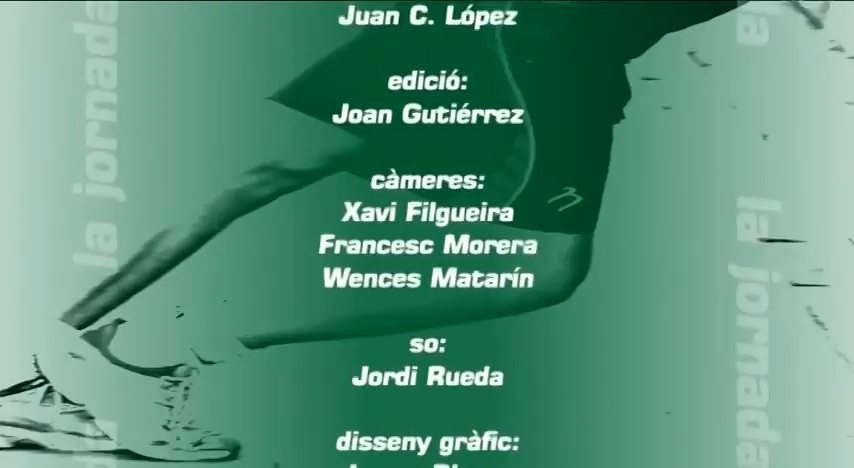 Juan C. López
edició:
Joan Gutiérrez
càmeres:
Xavi Filgueira
Francesc Morera
Wences Matarín
so:
Jordi Rueda
disseny gràfic:
la jornada
la
la jornada